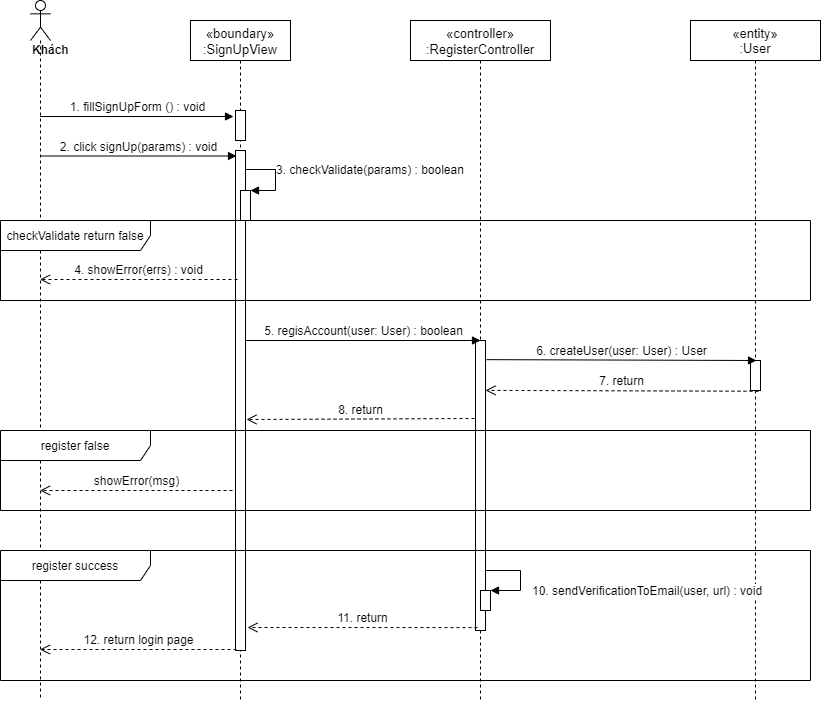 «boundary»
:SignUpView
«controller»
:RegisterController
«entity»
:User
Khách
1. fillSignUpForm () : void
2. click signUp(params) : void
3. checkValidate(params) : boolean
checkValidate return false
4. showError(errs) : void
5. regisAccount(user: User) : boolean
6. createUser(user: User) : User
7. return
8. return
register false
showError(msg)
register success
10. sendVerificationToEmail(user, url) : void
11. return
12. return login page